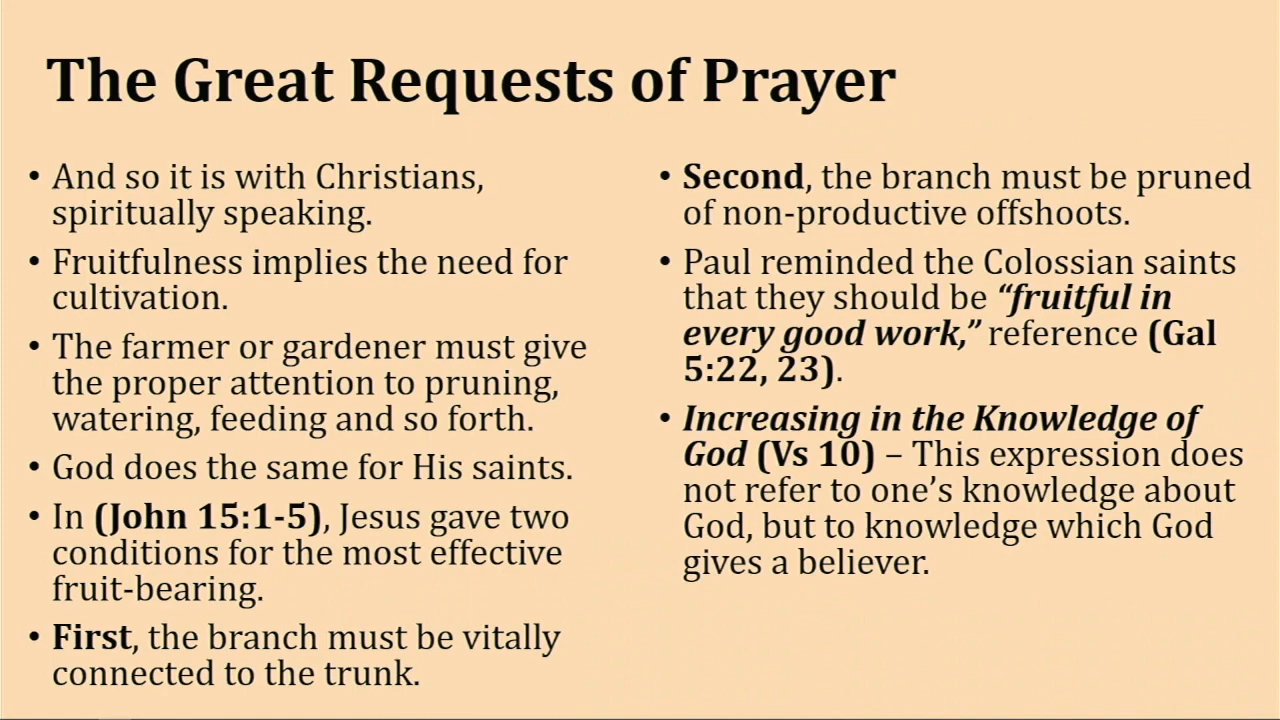 The Great Requests of Prayer
• And so it is with Christians,
spiritually speaking.
• Fruitfulness implies the need for
cultivation.
• The farmer or gardener must give
the proper attention to pruning,
watering, feeding and so forth.
• God does the same for His saints.
• In (John 15:1-5), Jesus gave two
conditions for the most effective
fruit-bearing.
• First, the branch must be vitally
connected to the trunk.
• Second, the branch must be pruned
of non-productive offshoots.
• Paul reminded the Colossian saints
that they should be “fruitful in
every good work,” reference (Gal
5:22, 23).
• Increasing in the Knowledge of
God (Vs 10) – This expression does
not refer to one’s knowledge about
God, but to knowledge which God
gives a believer.